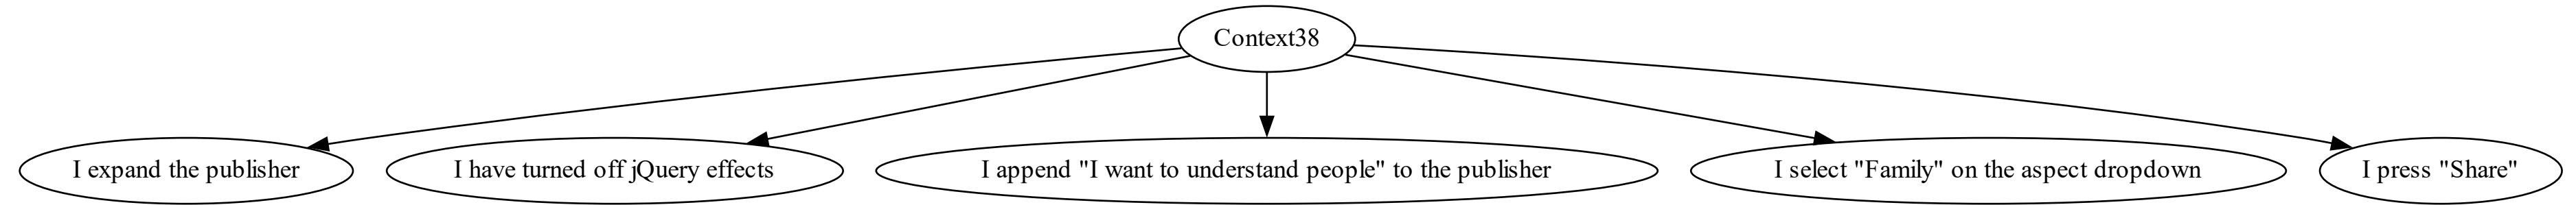 Context38
I expand the publisher
I have turned off jQuery effects
I append "I want to understand people" to the publisher
I select "Family" on the aspect dropdown
I press "Share"